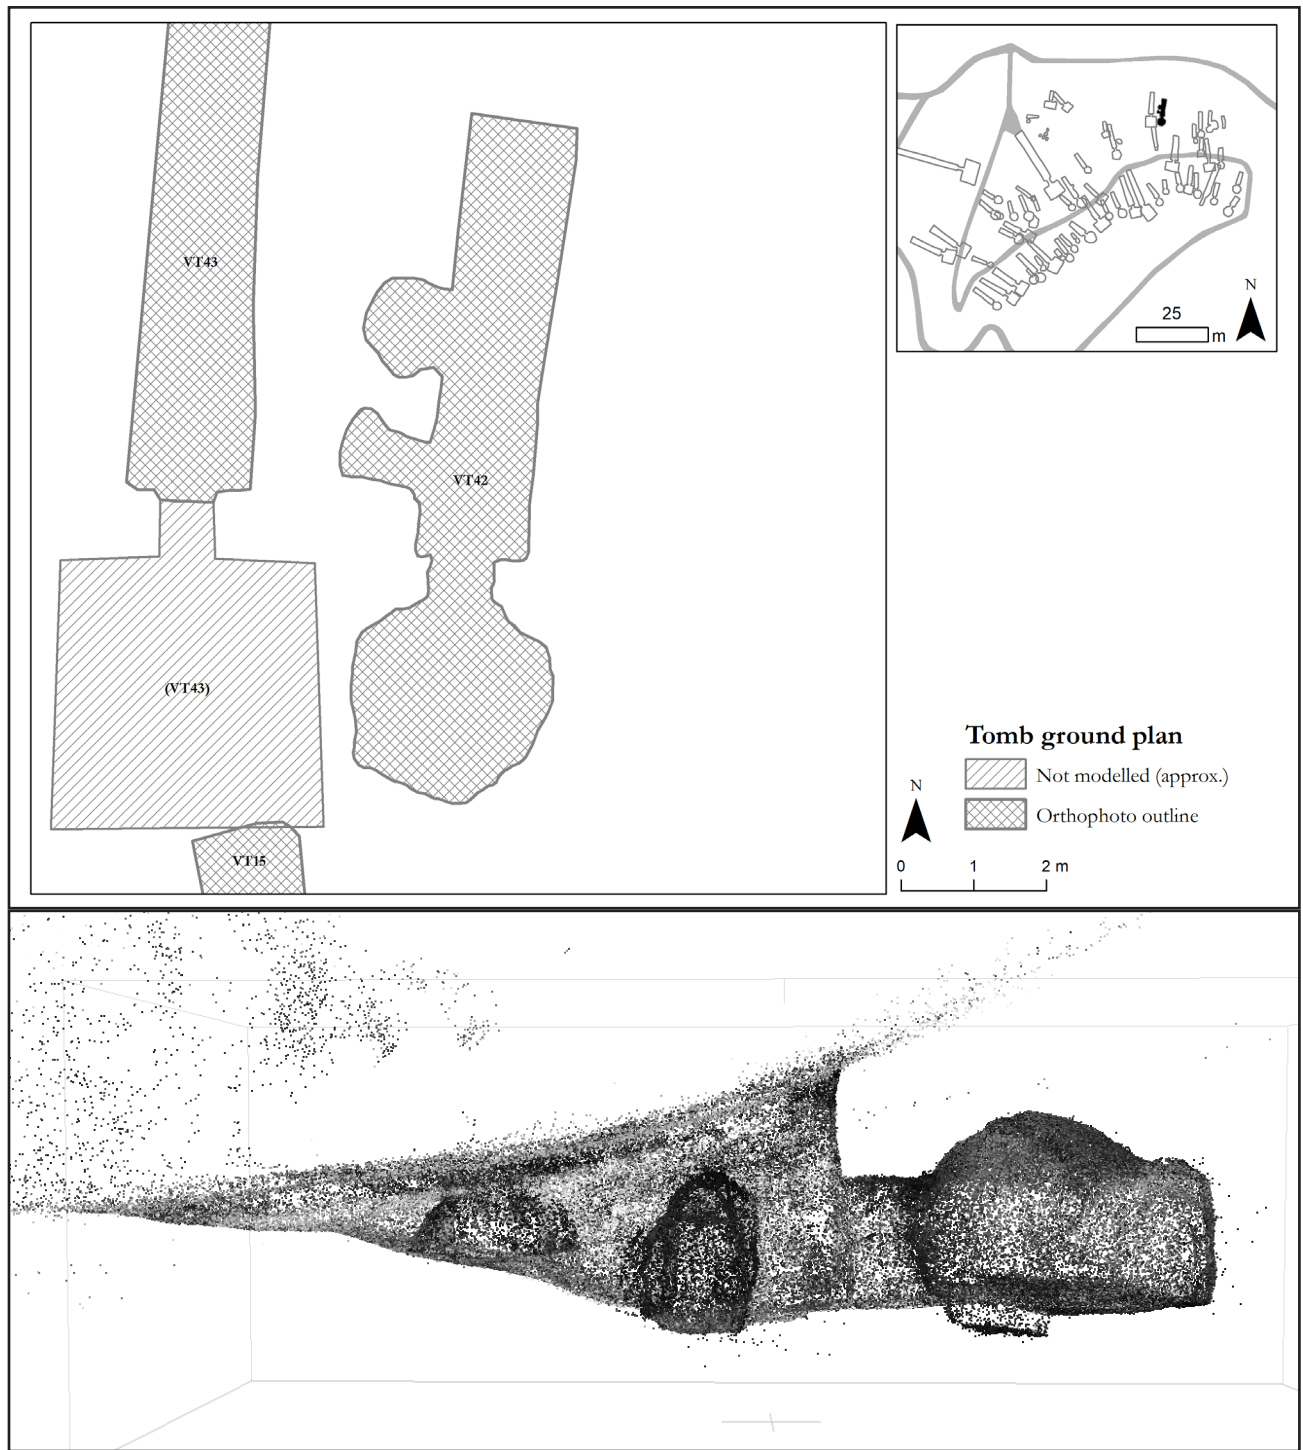 VT43
VT42
(VT43)
VT15
N
25
m
Tomb ground plan
Not modelled (approx.)
Orthophoto outline
N
0 1 2 m